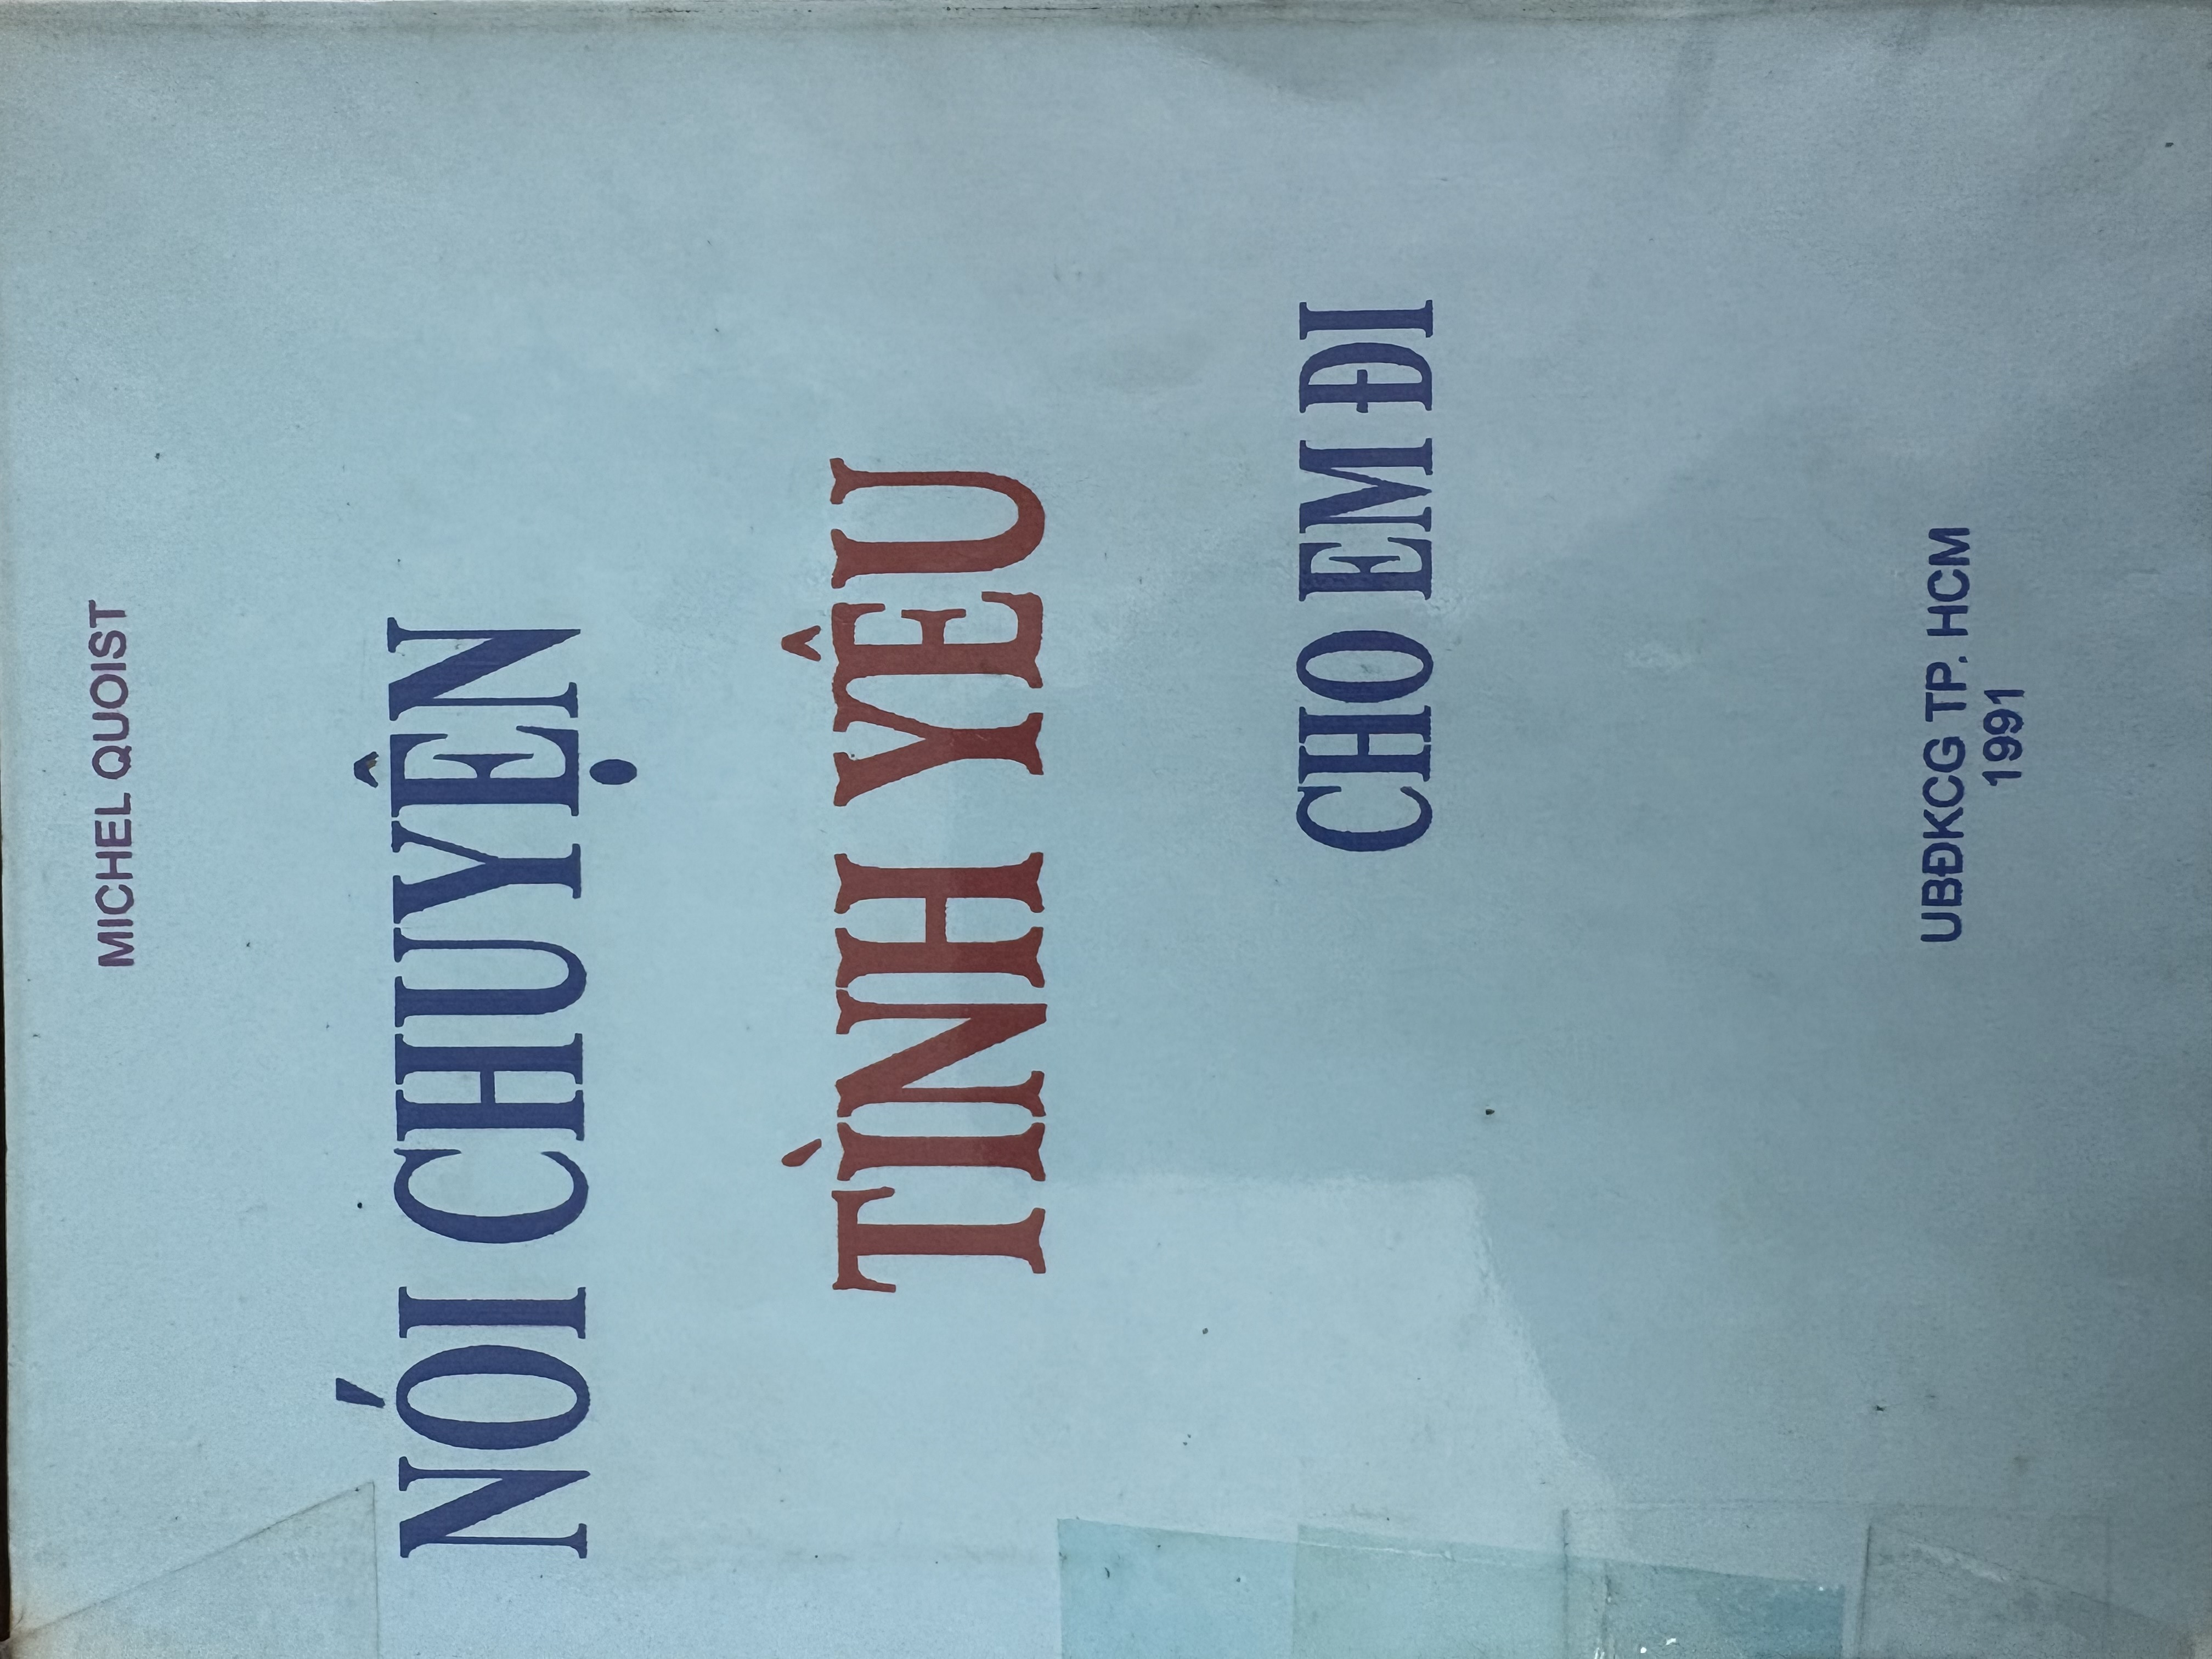 MICHEL QUOIST
NÓI CHUYỆN
TÌNH YÊU
CHO EM ĐI
UBĐKCG TP. HCM
1991